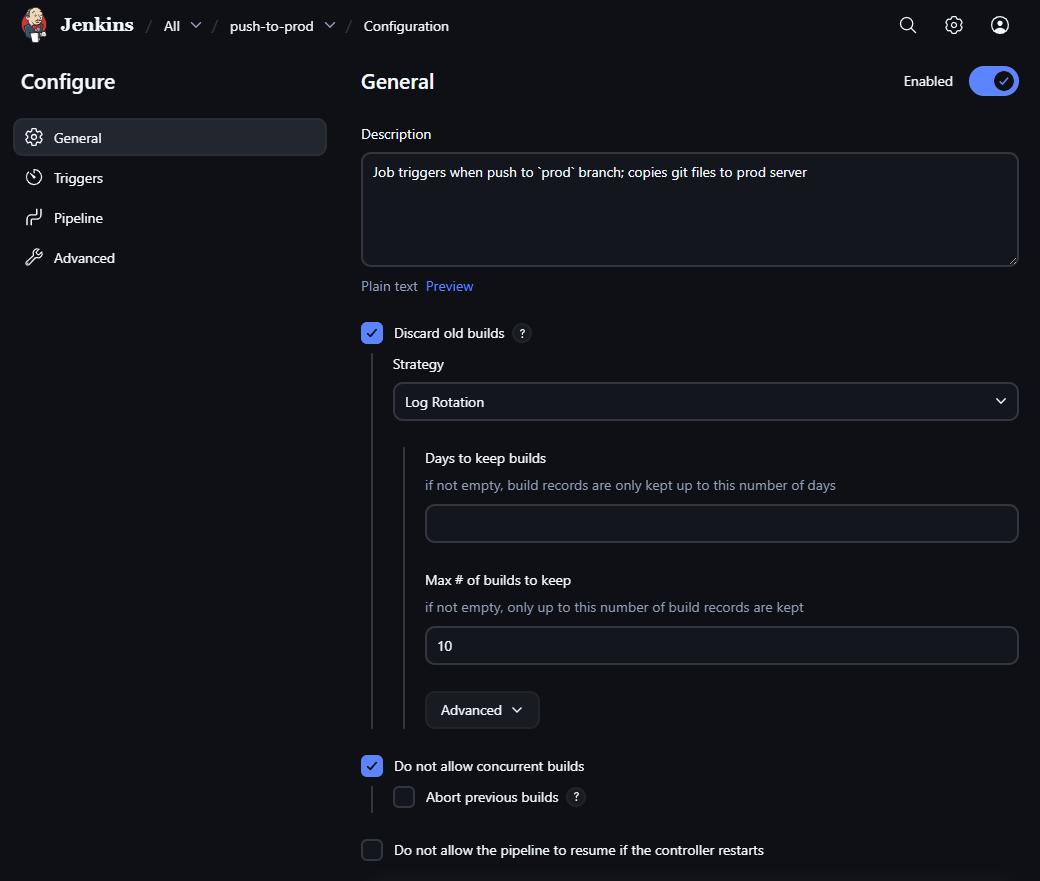 Jenkins / All / push-to-prod / Configuration
Configure
General
Triggers
Pipeline
Advanced
General
Enabled
Description
Job triggers when push to `prod` branch; copies git files to prod server
Plain text Preview
Discard old builds ?
Strategy
Log Rotation
Days to keep builds
if not empty, build records are only kept up to this number of days
Max # of builds to keep
if not empty, only up to this number of build records are kept
10
Advanced
Do not allow concurrent builds
Abort previous builds ?
Do not allow the pipeline to resume if the controller restarts